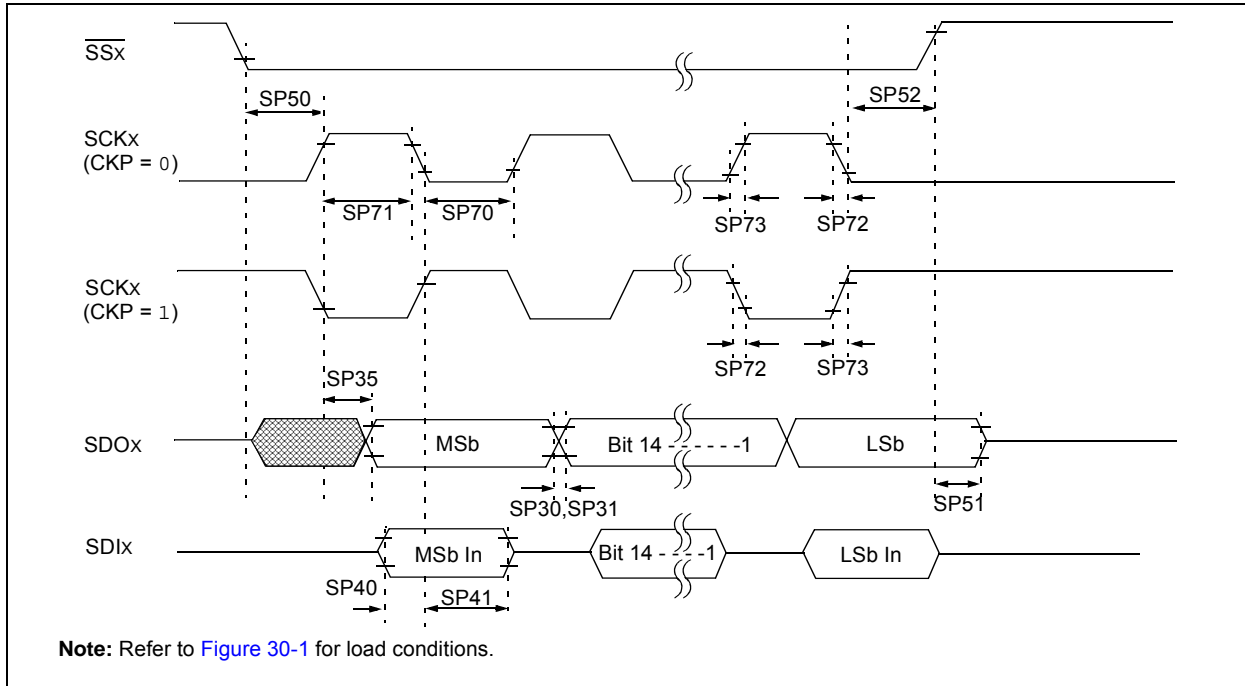 SSx
SP50
SP52
SCKx
(CKP = 0)
SP71
SP70
SP73
SP72
SCKx
(CKP = 1)
SP72
SP73
SP35
SDOx
MSb
Bit 14 - - - - - -1
LSb
SP30,SP31
SP51
SDIx
MSb In
Bit 14 - - - -1
LSb In
SP40
SP41
Note: Refer to Figure 30-1 for load conditions.